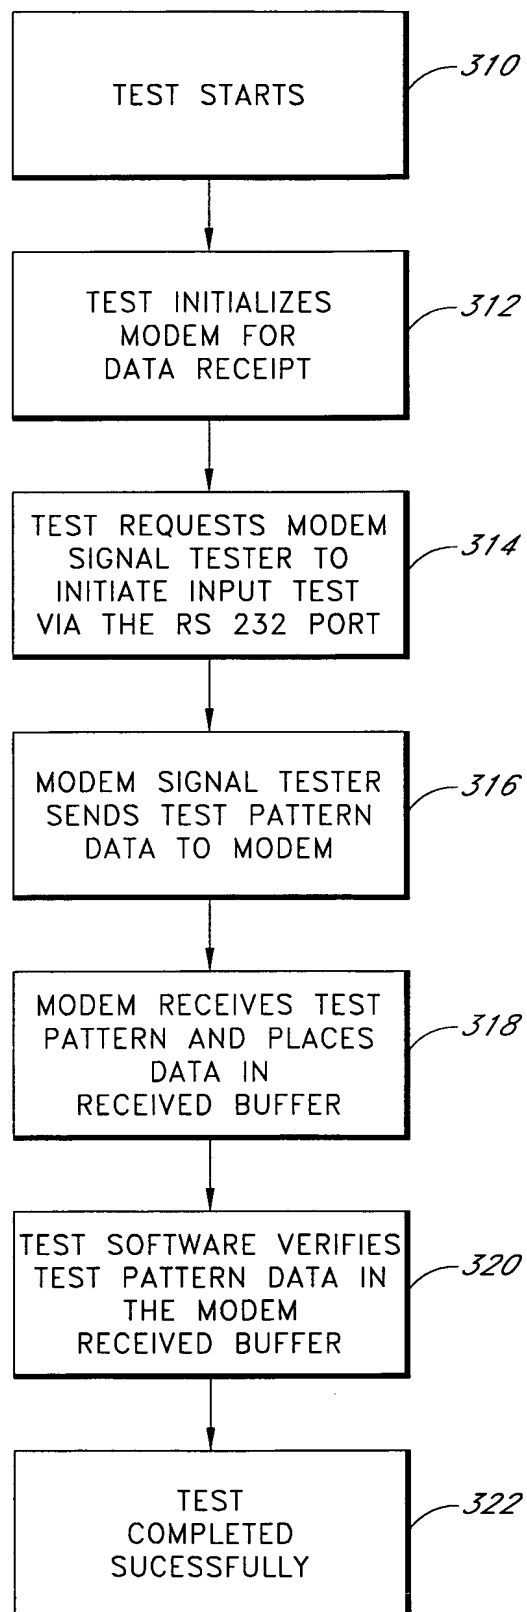 TEST STARTS
310
TEST INITIALIZES
MODEM FOR
DATA RECEIPT
312
TEST REQUESTS MODEM
SIGNAL TESTER TO
INITIATE INPUT TEST
VIA THE RS 232 PORT
314
MODEM SIGNAL TESTER
SENDS TEST PATTERN
DATA TO MODEM
316
MODEM RECEIVES TEST
PATTERN AND PLACES
DATA IN
RECEIVED BUFFER
318
TEST SOFTWARE VERIFIES
TEST PATTERN DATA IN
THE MODEM
RECEIVED BUFFER
320
TEST
COMPLETED
SUCESSFULLY
322